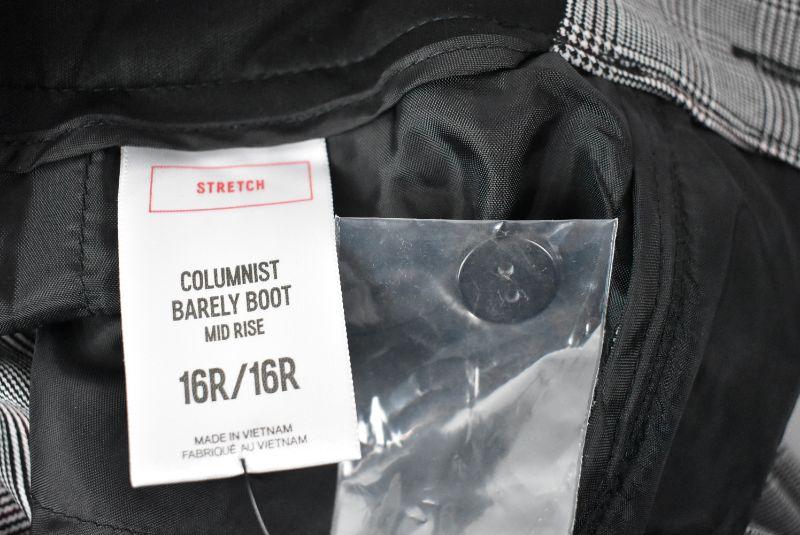 STRETCH
COLUMNIST
BARELY BOOT
MID RISE
16R/16R
MADE IN VIETNAM
FABRIQUÉ AU VIETNAM